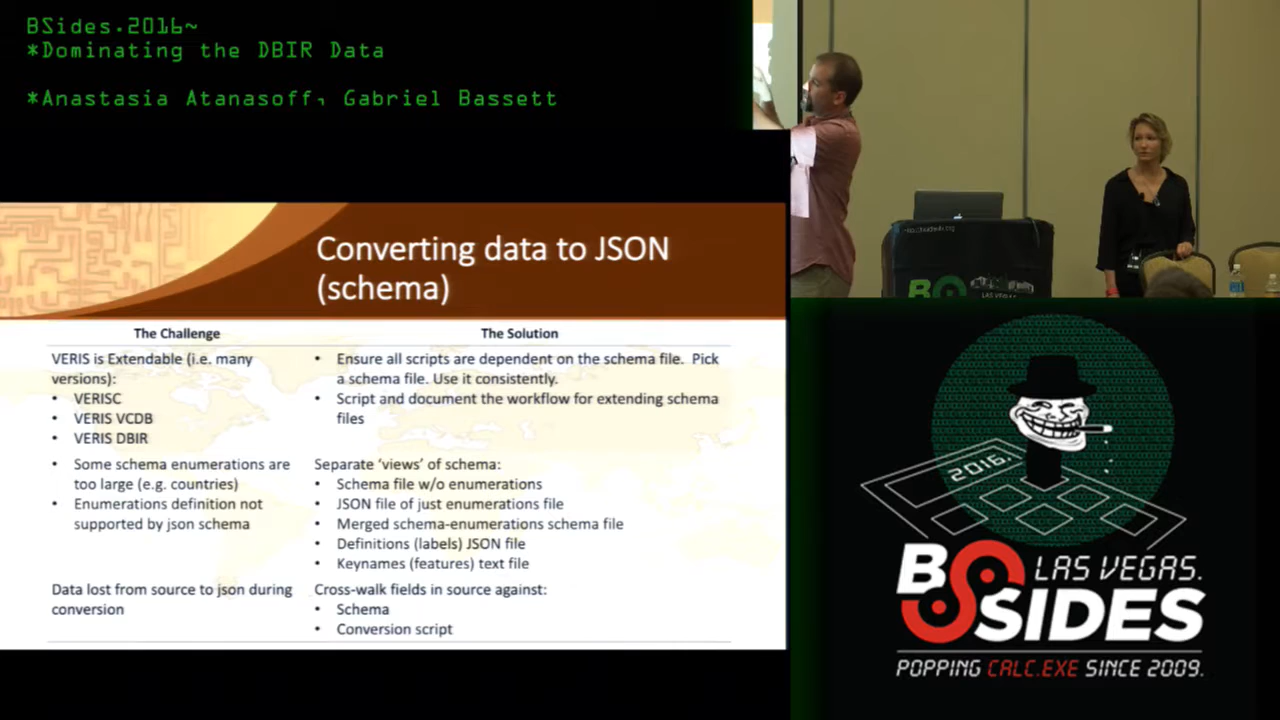 BSides.2016~
*Dominating the DBIR Data
*Anastasia Atanasoff, Gabriel Bassett
Converting data to JSON
(schema)
The Challenge
The Solution
VERIS is Extendable (i.e. many
versions):
• VERISC
• VERIS VCDB
• VERIS DBIR
• Ensure all scripts are dependent on the schema file. Pick
a schema file. Use it consistently.
• Script and document the workflow for extending schema
files
• Some schema enumerations are
too large (e.g. countries)
• Enumerations definition not
supported by json schema
Separate ‘views’ of schema:
• Schema file w/o enumerations
• JSON file of just enumerations file
• Merged schema-enumerations schema file
• Definitions (labels) JSON file
• Keynames (features) text file
Data lost from source to json during
conversion
Cross-walk fields in source against:
• Schema
• Conversion script
LAS VEGAS
2016.
BSIDES
LAS VEGAS.
POPPING CALC.EXE SINCE 2009.